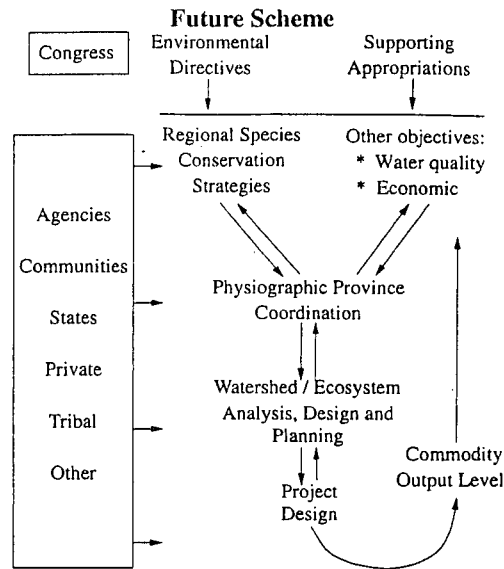 Future Scheme
Congress
Environmental
Directives
Supporting
Appropriations
Agencies
Communities
States
Private
Tribal
Other
Regional Species
Conservation
Strategies
Other objectives:
* Water quality
* Economic
Physiographic Province
Coordination
Watershed / Ecosystem
Analysis, Design and
Planning
Project
Design
Commodity
Output Level